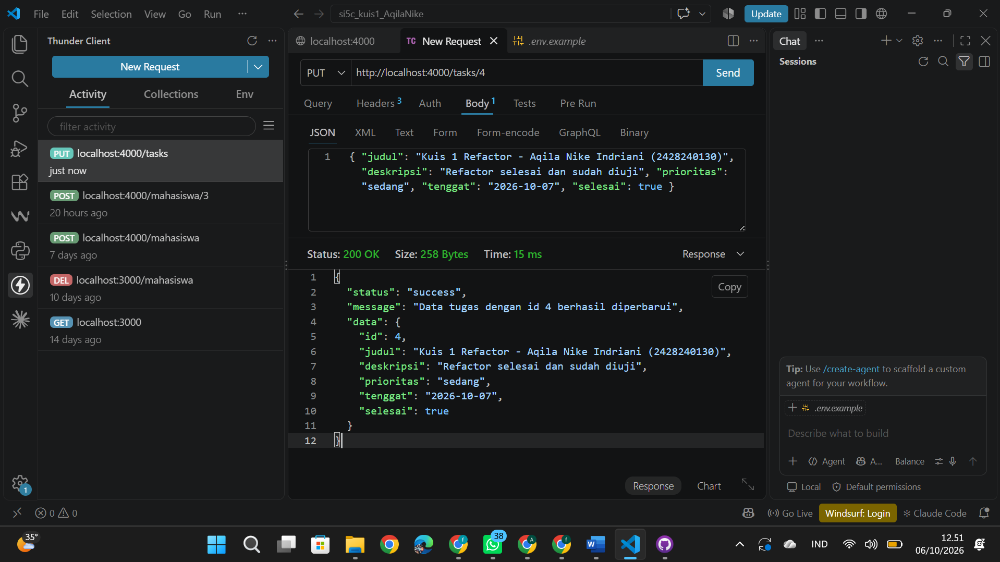 File Edit Selection View Go Run ···
si5c_kuis1_AqilaNike
Update
Thunder Client
New Request
Activity Collections Env
filter activity
PUT localhost:4000/tasks
just now
POST localhost:4000/mahasiswa/3
20 hours ago
POST localhost:4000/mahasiswa
7 days ago
DEL localhost:3000/mahasiswa
10 days ago
GET localhost:3000
14 days ago
1
localhost:4000
TC New Request
.env.example
PUT http://localhost:4000/tasks/4 Send
Query Headers 3 Auth Body 1 Tests Pre Run
JSON XML Text Form Form-encode GraphQL Binary
1 { "judul": "Kuis 1 Refactor - Aqila Nike Indriani (2428240130)",
"deskripsi": "Refactor selesai dan sudah diuji", "prioritas":
"sedang", "tenggat": "2026-10-07", "selesai": true }
Status: 200 OK Size: 258 Bytes Time: 15 ms Response
Copy
1 {
2 "status": "success",
3 "message": "Data tugas dengan id 4 berhasil diperbarui",
4 "data": {
5 "id": 4,
6 "judul": "Kuis 1 Refactor - Aqila Nike Indriani (2428240130)",
7 "deskripsi": "Refactor selesai dan sudah diuji",
8 "prioritas": "sedang",
9 "tenggat": "2026-10-07",
10 "selesai": true
11 }
12 }
Response Chart
Chat
Sessions
Tip: Use /create-agent to scaffold a custom
agent for your workflow.
.env.example
Describe what to build
Agent A... Balance
Local Default permissions
0 0
Go Live Windsurf: Login Claude Code
35°
38
IND
12.51
06/10/2026